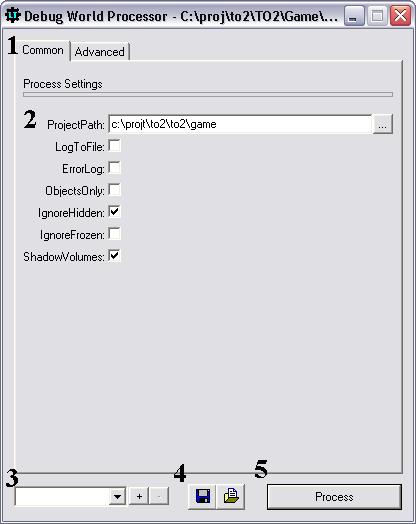 Debug World Processor - C:\proj\to2\TO2\Game\...
1 Common Advanced
Process Settings
2 ProjectPath: c:\projt\to2\to2\game ...
LogToFile:
ErrorLog:
ObjectsOnly:
IgnoreHidden:
IgnoreFrozen:
ShadowVolumes:
3 4 5
+ - Process